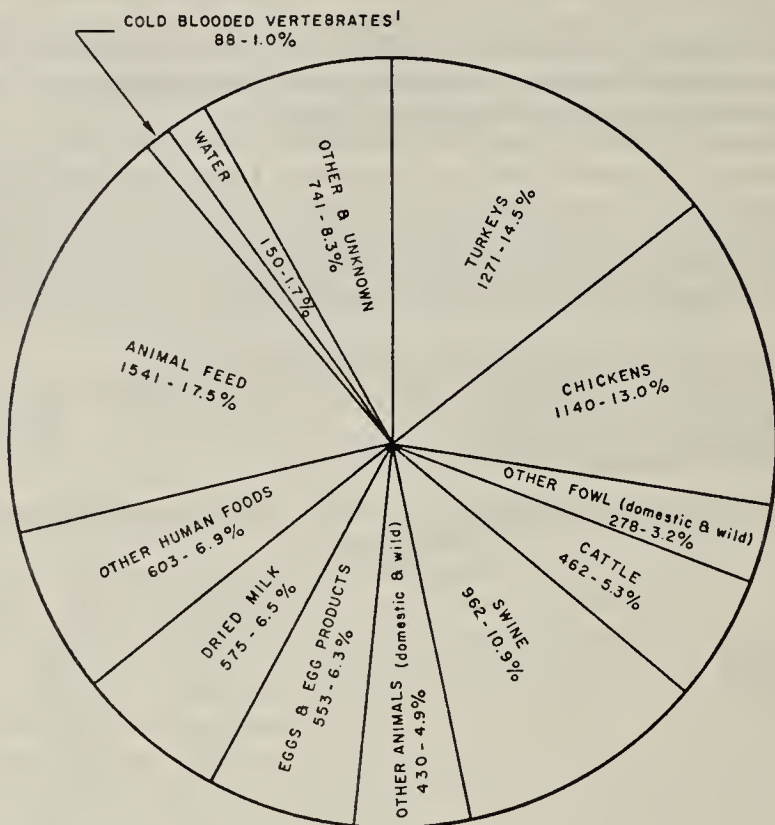 COLD BLOODED VERTEBRATES¹
88-1.0%
WATER
150-1.7%
OTHER & UNKNOWN
741-8.3%
TURKEYS
1271-14.5%
CHICKENS
1140-13.0%
OTHER FOWL (domestic & wild)
278-3.2%
CATTLE
462-5.3%
SWINE
962-10.9%
OTHER ANIMALS (domestic & wild)
430-4.9%
EGGS & EGG PRODUCTS
553-6.3%
DRIED MILK
575-6.5%
OTHER HUMAN FOODS
603-6.9%
ANIMAL FEED
1541-17.5%